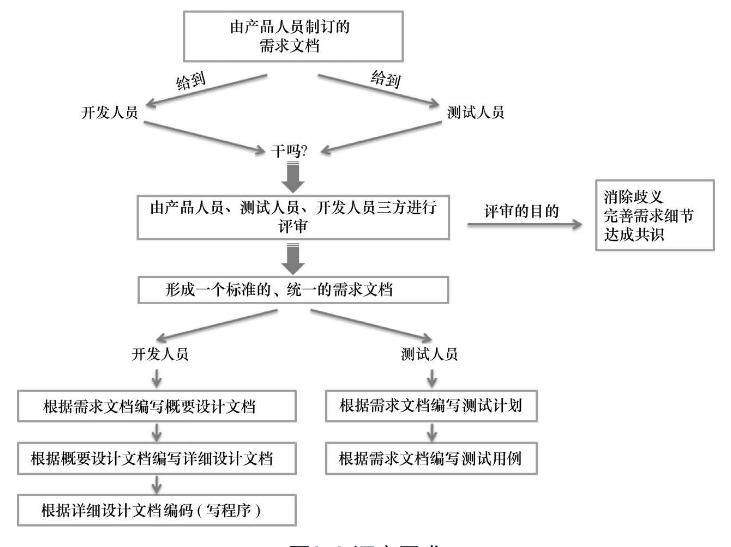 由产品人员制订的
需求文档
给到
给到
开发人员
测试人员
干吗?
由产品人员、测试人员、开发人员三方进行
评审
评审的目的
消除歧义
完善需求细节
达成共识
形成一个标准的、统一的需求文档
开发人员
测试人员
根据需求文档编写概要设计文档
根据需求文档编写测试计划
根据概要设计文档编写详细设计文档
根据需求文档编写测试用例
根据详细设计文档编码(写程序)